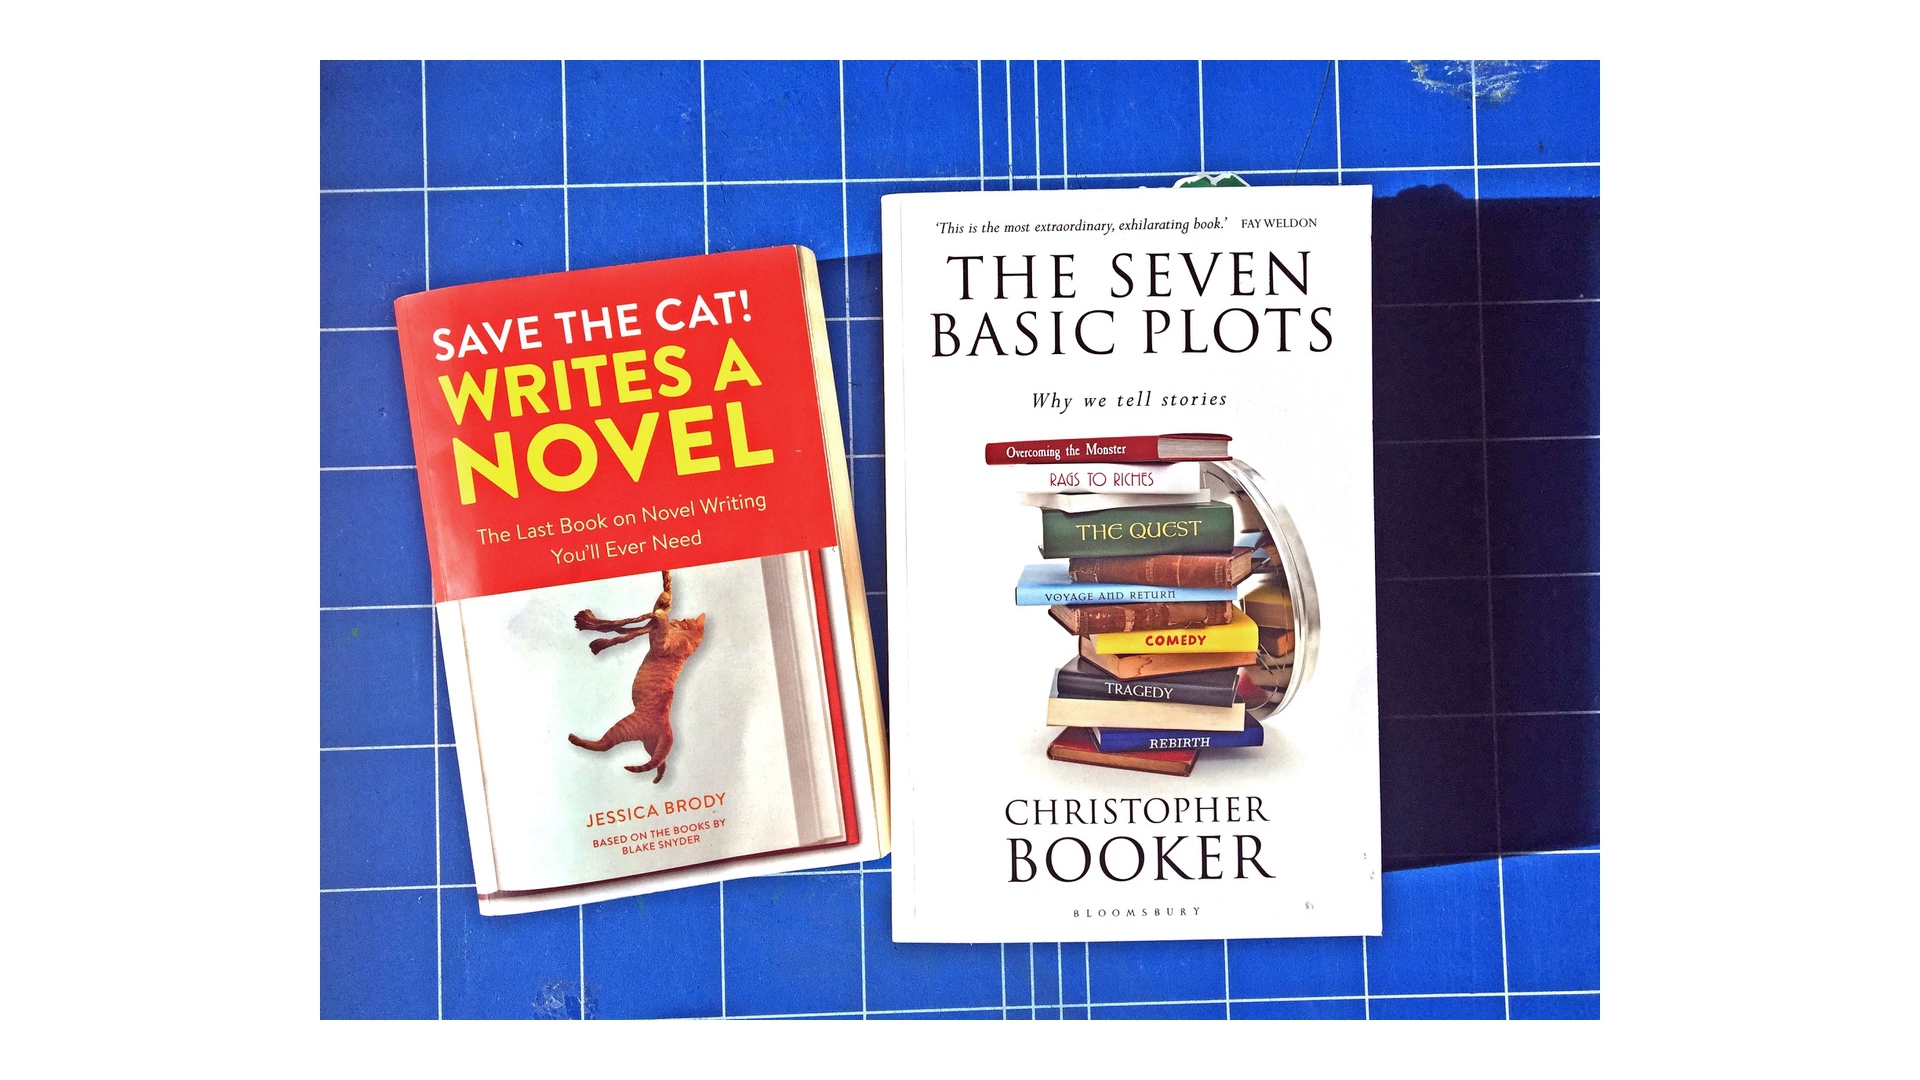 SAVE THE CAT!
WRITES A
NOVEL
The Last Book on Novel Writing
You'll Ever Need
JESSICA BRODY
BASED ON THE BOOKS BY
BLAKE SNYDER
'This is the most extraordinary, exhilarating book.' FAY WELDON
THE SEVEN
BASIC PLOTS
Why we tell stories
Overcoming the Monster
RAGS TO RICHES
THE QUEST
VOYAGE AND RETURN
COMEDY
TRAGEDY
REBIRTH
CHRISTOPHER
BOOKER
BLOOMSBURY